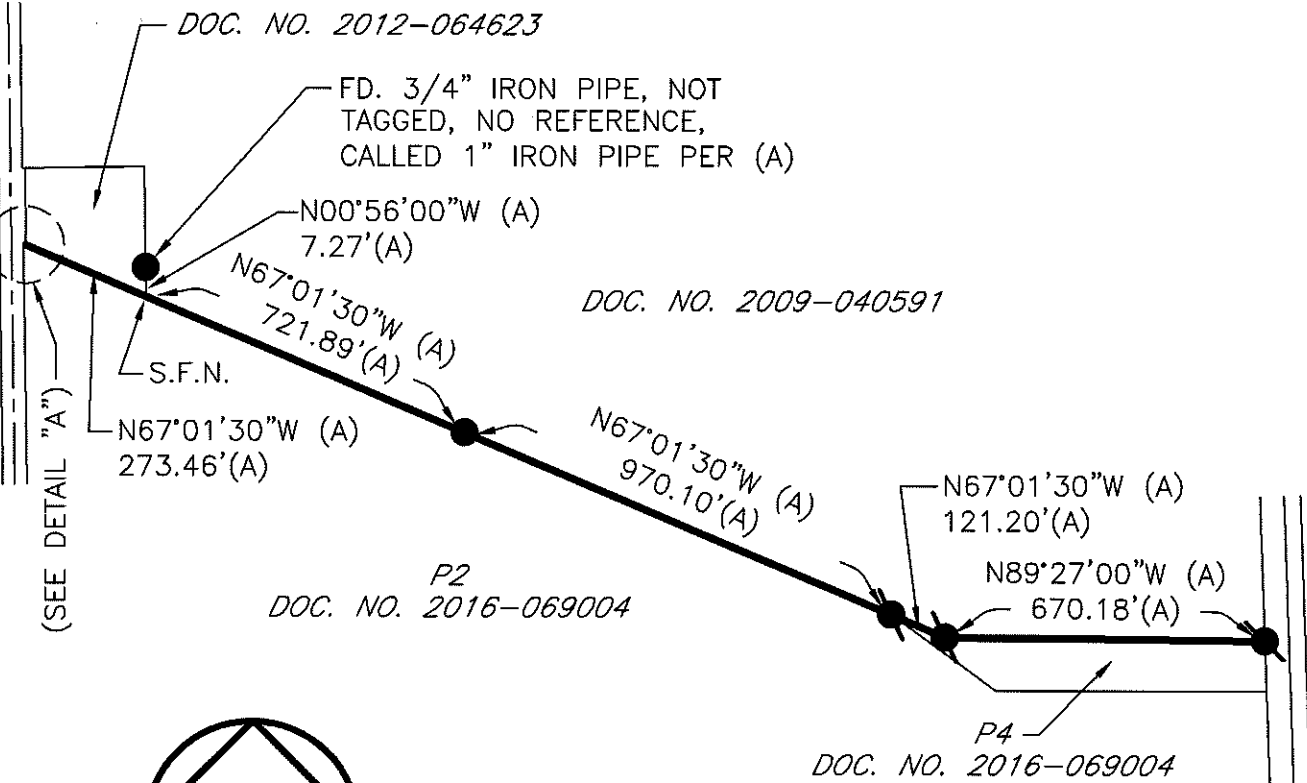 DOC. NO. 2012-064623
FD. 3/4" IRON PIPE, NOT
TAGGED, NO REFERENCE,
CALLED 1" IRON PIPE PER (A)
N00°56'00"W (A)
7.27'(A)
N67°01'30"W (A)
721.89'(A)
DOC. NO. 2009-040591
S.F.N.
(SEE DETAIL "A")
N67°01'30"W (A)
273.46'(A)
N67°01'30"W (A)
970.10'(A)
N67°01'30"W (A)
121.20'(A)
N89°27'00"W (A)
670.18'(A)
P2
DOC. NO. 2016-069004
P4
DOC. NO. 2016-069004